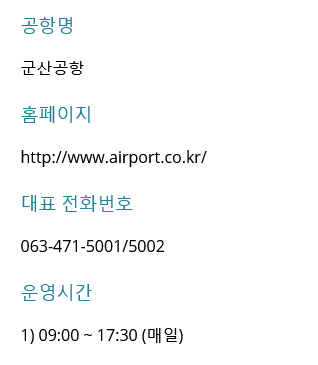 공항명
군산공항
홈페이지
http://www.airport.co.kr/
대표 전화번호
063-471-5001/5002
운영시간
1) 09:00 ~ 17:30 (매일)